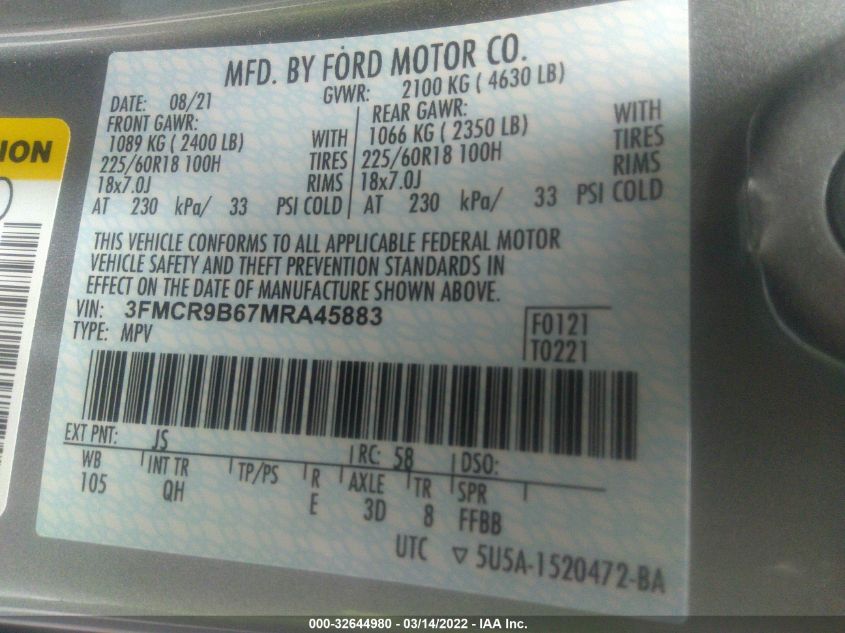 MFD. BY FORD MOTOR CO.
DATE: 08/21 GVWR: 2100 KG ( 4630 LB)
FRONT GAWR: REAR GAWR:
1089 KG ( 2400 LB) WITH 1066 KG ( 2350 LB) WITH
225/60R18 100H TIRES 225/60R18 100H TIRES
18x7.0J RIMS 18x7.0J RIMS
AT 230 kPa/ 33 PSI COLD AT 230 kPa/ 33 PSI COLD
THIS VEHICLE CONFORMS TO ALL APPLICABLE FEDERAL MOTOR
VEHICLE SAFETY AND THEFT PREVENTION STANDARDS IN
EFFECT ON THE DATE OF MANUFACTURE SHOWN ABOVE.
VIN: 3FMCR9B67MRA45883
TYPE: MPV
F0121
T0221
EXT PNT: JS RC: 58 DSO:
WB INT TR TP/PS R AXLE TR SPR
105 QH E 3D 8 FFBB
UTC ▽ 5U5A-1520472-BA
000-32644980 - 03/14/2022 - IAA Inc.